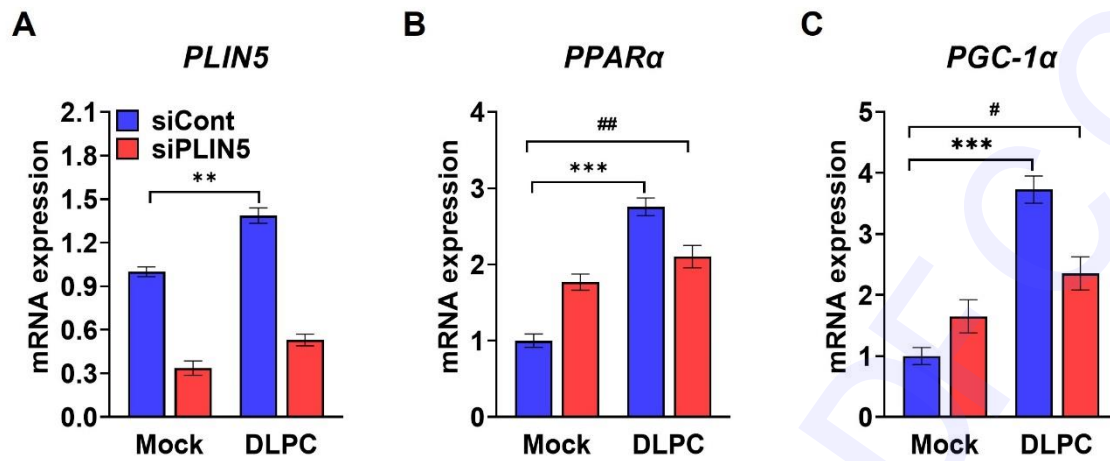 A
PLIN5
mRNA expression
2.1
1.8
1.5
1.2
0.9
0.6
0.3
0.0
siCont
siPLIN5
**
Mock DLPC
B
PPARα
mRNA expression
4
3
2
1
0
##
***
Mock DLPC
C
PGC-1α
mRNA expression
5
4
3
2
1
0
#
***
Mock DLPC